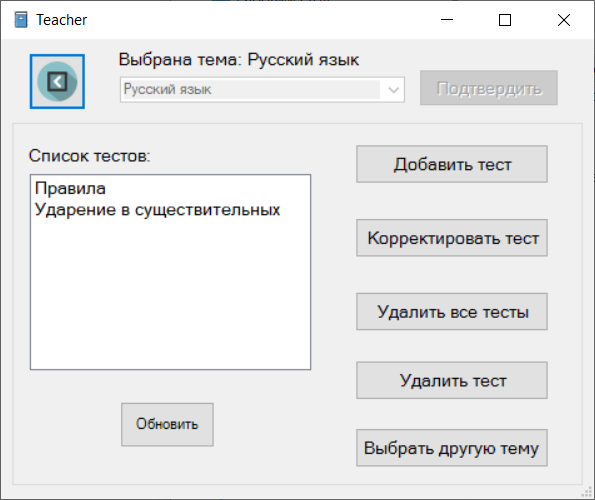 Teacher
Выбрана тема: Русский язык
Русский язык
Подтвердить
Список тестов:
Правила
Ударение в существительных
Добавить тест
Корректировать тест
Удалить все тесты
Удалить тест
Обновить
Выбрать другую тему